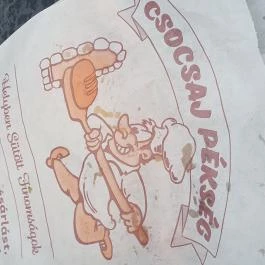 CSOCSAJ PÉKSÉG
Helyben Sütött Finomságok